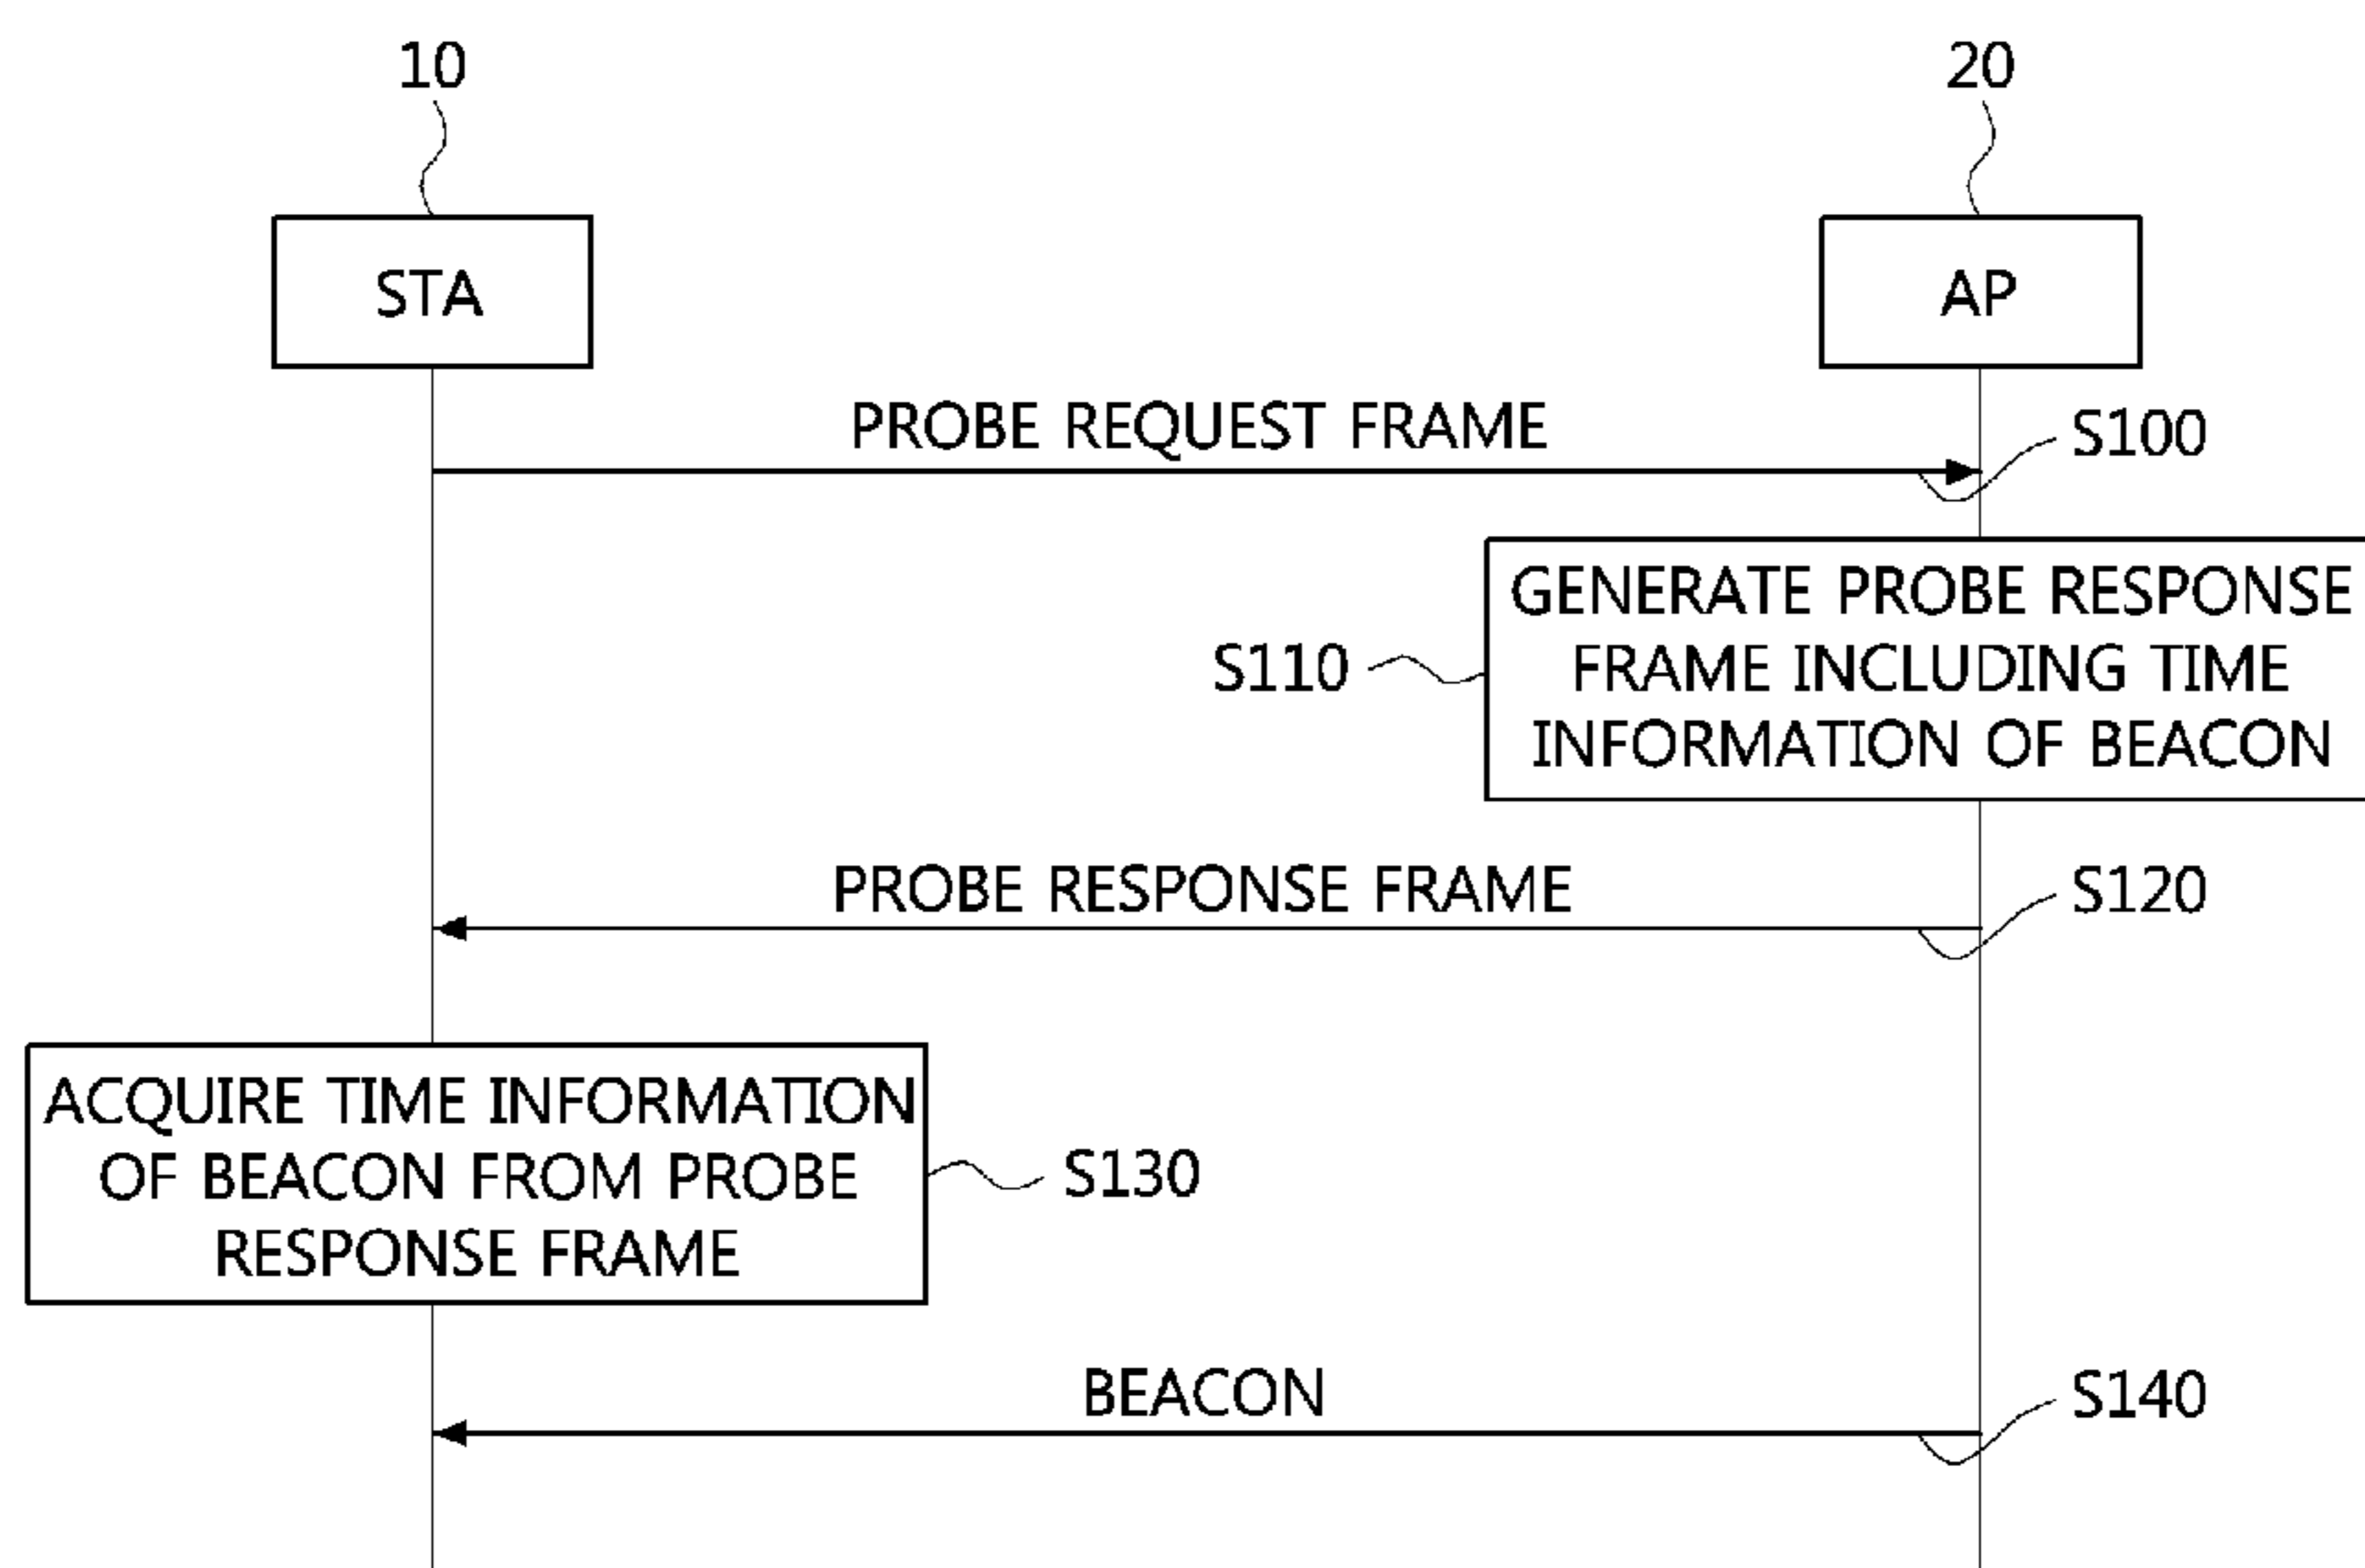 10
20
STA
AP
PROBE REQUEST FRAME
S100
GENERATE PROBE RESPONSE
FRAME INCLUDING TIME
INFORMATION OF BEACON
S110
PROBE RESPONSE FRAME
S120
ACQUIRE TIME INFORMATION
OF BEACON FROM PROBE
RESPONSE FRAME
S130
BEACON
S140